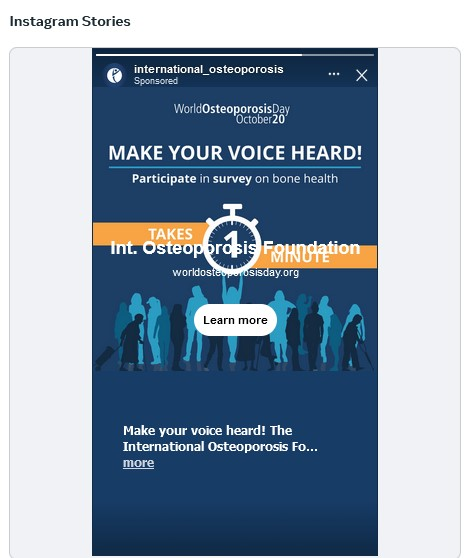 Instagram Stories
international_osteoporosis
Sponsored
WorldOsteoporosisDay
October20
MAKE YOUR VOICE HEARD!
Participate in survey on bone health
TAKES
1
Int. Osteoporosis Foundation
MINUTE
worldosteoporosisday.org
Learn more
Make your voice heard! The
International Osteoporosis Fo...
more